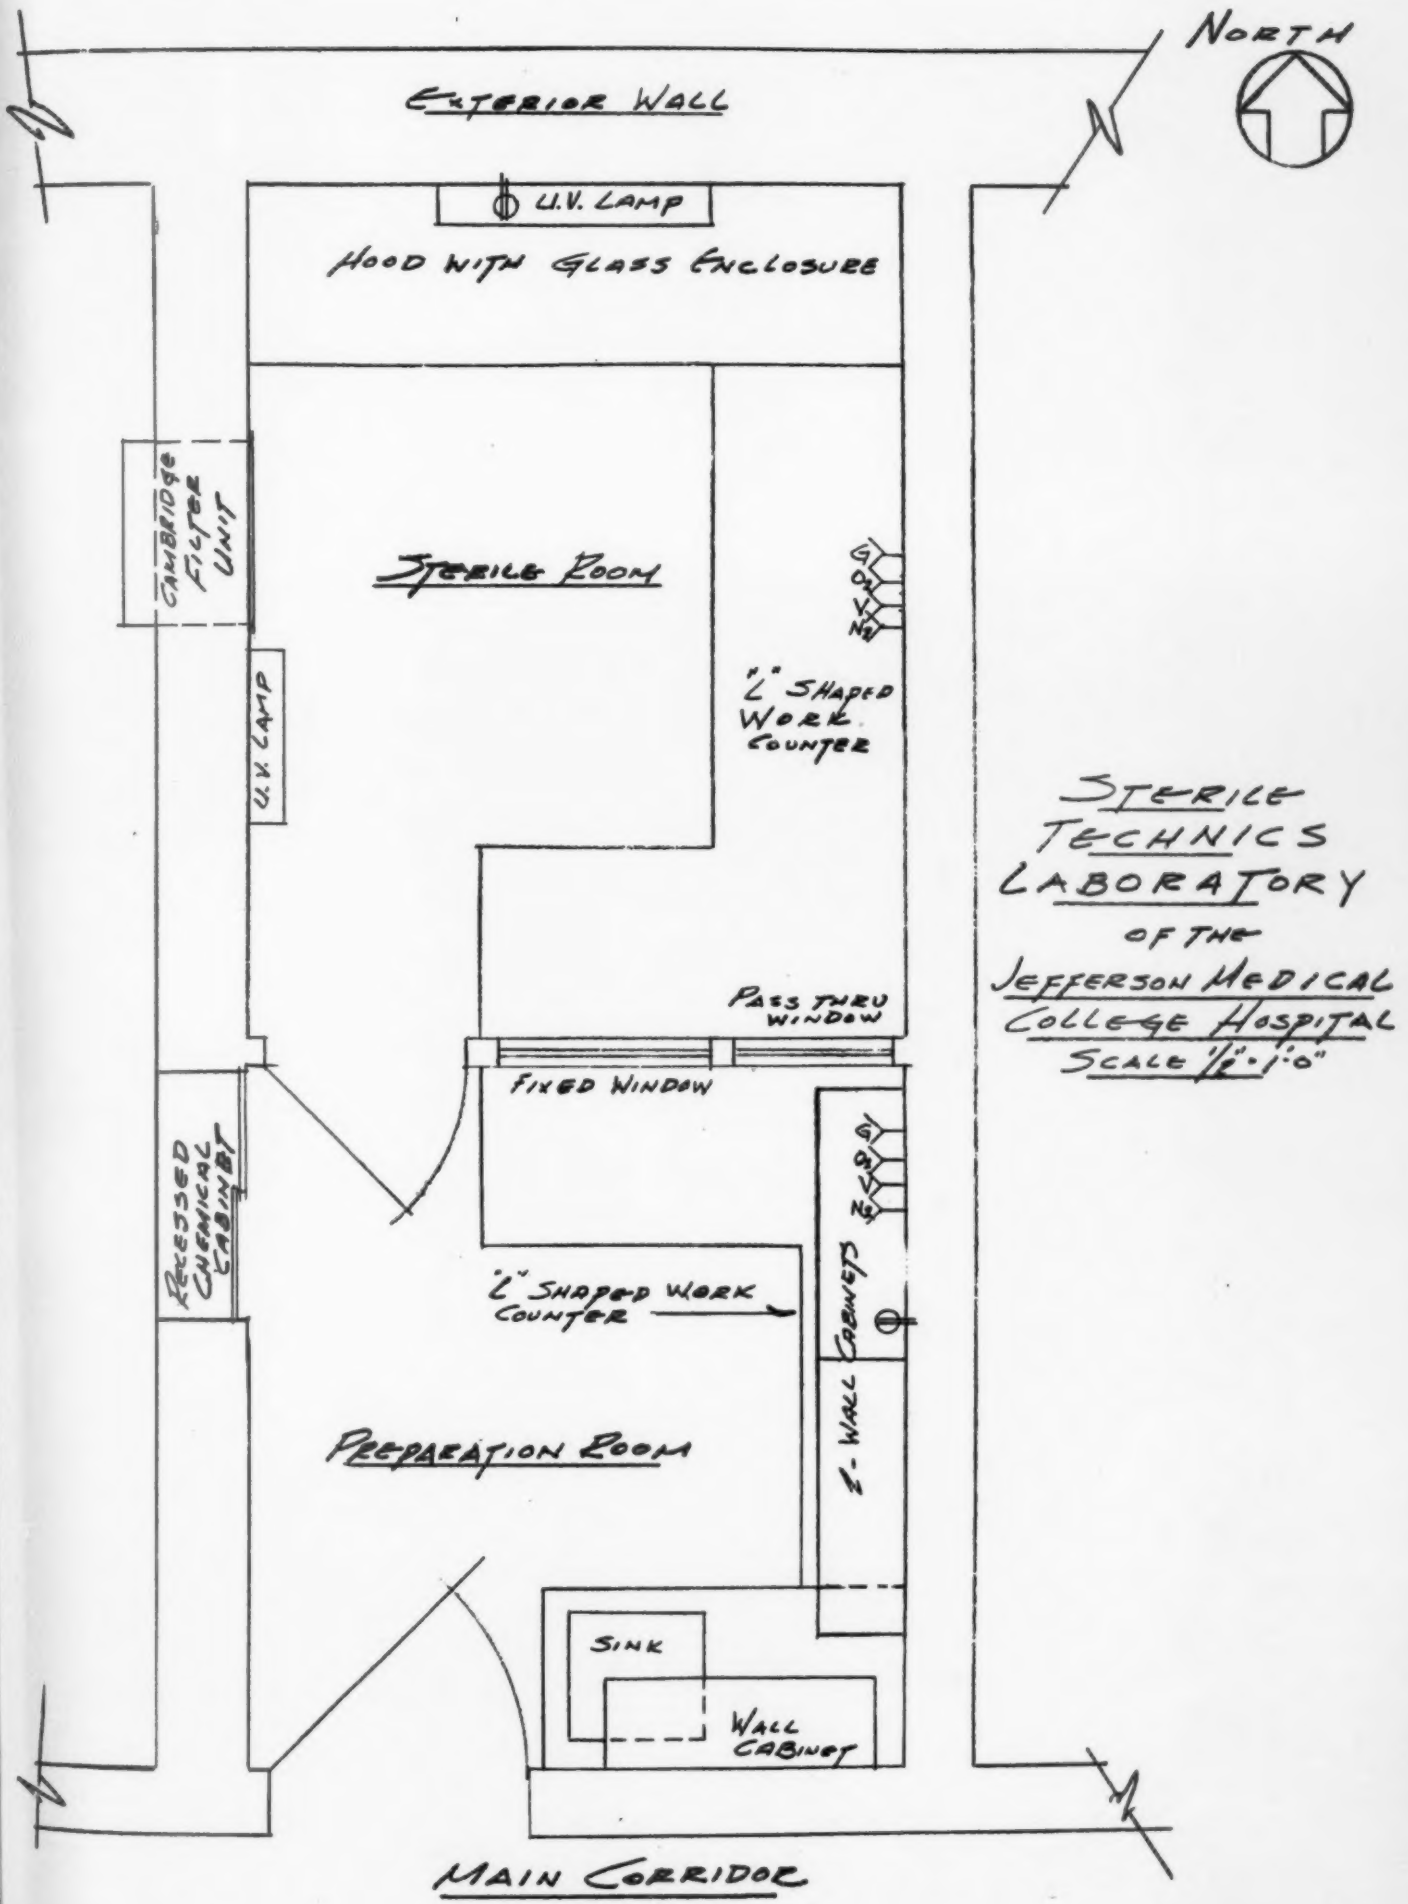 NORTH
EXTERIOR WALL
U.V. LAMP
HOOD WITH GLASS ENCLOSURE
CAMBRIDGE
FILTER
UNIT
STERILE ROOM
G
O2
V
N2
U.V. LAMP
"L" SHAPED
WORK
COUNTER
STERILE
TECHNICS
LABORATORY
OF THE
JEFFERSON MEDICAL
COLLEGE HOSPITAL
SCALE 1/2"=1'-0"
PASS THRU
WINDOW
FIXED WINDOW
RECESSED
CHEMICAL
CABINET
G
O2
V
N2
"L" SHAPED WORK
COUNTER
2-WALL CABINETS
PREPARATION ROOM
SINK
WALL
CABINET
MAIN CORRIDOR